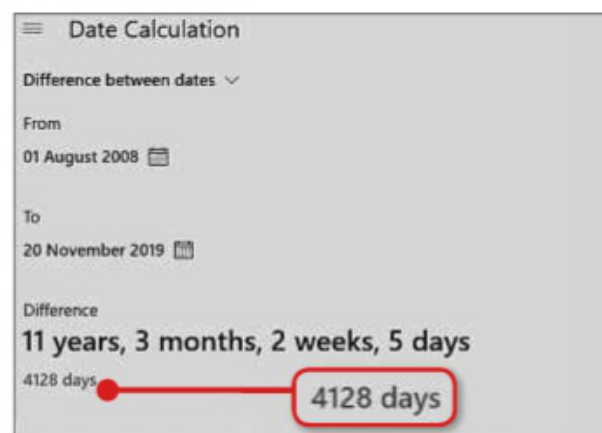 Date Calculation
Difference between dates
From
01 August 2008
To
20 November 2019
Difference
11 years, 3 months, 2 weeks, 5 days
4128 days
4128 days